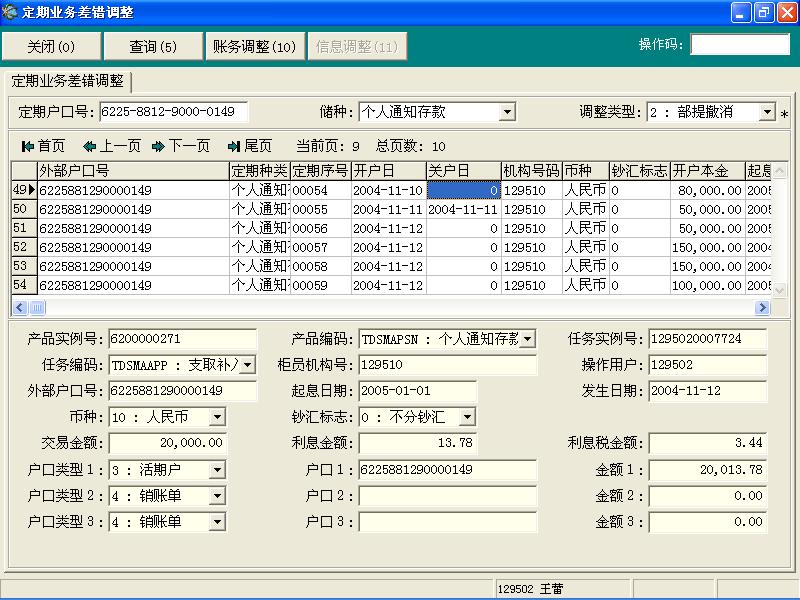 定期业务差错调整
关闭(0) 查询(5) 账务调整(10) 信息调整(11) 操作码:
定期业务差错调整
定期户口号: 6225-8812-9000-0149 储种: 个人通知存款 调整类型: 2 : 部提撤消 *
首页 上一页 下一页 尾页 当前页: 9 总页数: 10
外部户口号 定期种类 定期序号 开户日 关户日 机构号码 币种 钞汇标志 开户本金 起息
49 6225881290000149 个人通知 00054 2004-11-10 0 129510 人民币 0 80,000.00 2005
50 6225881290000149 个人通知 00055 2004-11-11 2004-11-11 129510 人民币 0 50,000.00 2005
51 6225881290000149 个人通知 00056 2004-11-12 0 129510 人民币 0 50,000.00 2005
52 6225881290000149 个人通知 00057 2004-11-12 0 129510 人民币 0 150,000.00 2004
53 6225881290000149 个人通知 00058 2004-11-12 0 129510 人民币 0 150,000.00 2004
54 6225881290000149 个人通知 00059 2004-11-12 0 129510 人民币 0 100,000.00 2005
产品实例号: 6200000271 产品编码: TDSMAPSN : 个人通知存款 任务实例号: 1295020007724
任务编码: TDSMAAPP : 支取补入 柜员机构号: 129510 操作用户: 129502
外部户口号: 6225881290000149 起息日期: 2005-01-01 发生日期: 2004-11-12
币种: 10 : 人民币 钞汇标志: 0 : 不分钞汇
交易金额: 20,000.00 利息金额: 13.78 利息税金额: 3.44
户口类型1: 3 : 活期户 户口1: 6225881290000149 金额1: 20,013.78
户口类型2: 4 : 销账单 户口2: 金额2: 0.00
户口类型3: 4 : 销账单 户口3: 金额3: 0.00
129502 王蕾